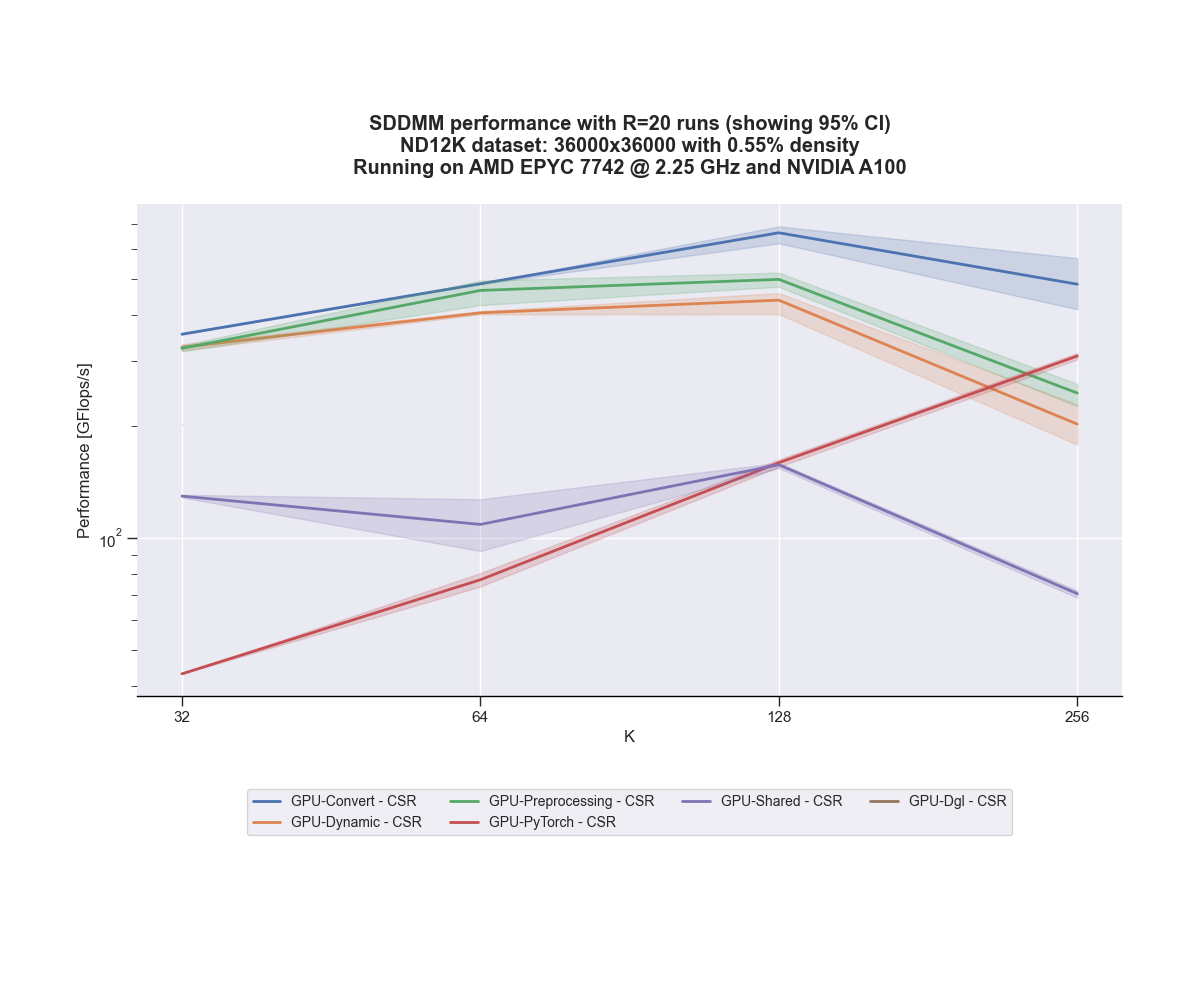 SDDMM performance with R=20 runs (showing 95% CI)
ND12K dataset: 36000x36000 with 0.55% density
Running on AMD EPYC 7742 @ 2.25 GHz and NVIDIA A100
Performance [GFlops/s]
10²
32 64 128 256
K
GPU-Convert - CSR GPU-Preprocessing - CSR GPU-Shared - CSR GPU-Dgl - CSR
GPU-Dynamic - CSR GPU-PyTorch - CSR